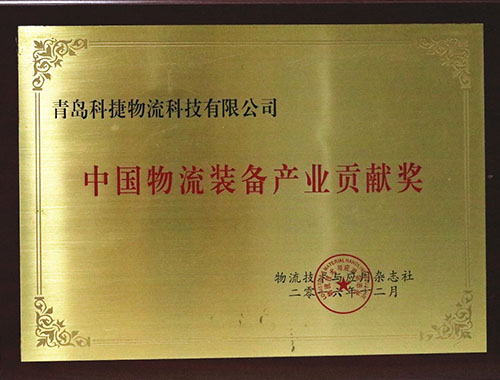 青岛科捷物流科技有限公司
中国物流装备产业贡献奖
物流技术与应用杂志社
二零一六年十二月